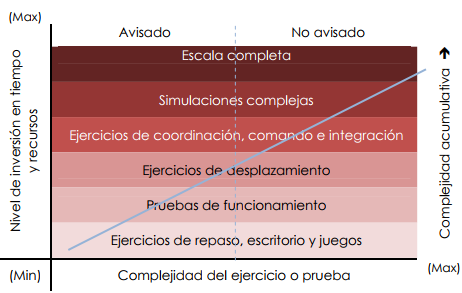 (Max)
Avisado
No avisado
Escala completa
Simulaciones complejas
Ejercicios de coordinación, comando e integración
Ejercicios de desplazamiento
Pruebas de funcionamiento
Ejercicios de repaso, escritorio y juegos
Nivel de inversión en tiempo
y recursos
Complejidad acumulativa 🡹
(Min)
Complejidad del ejercicio o prueba
(Max)